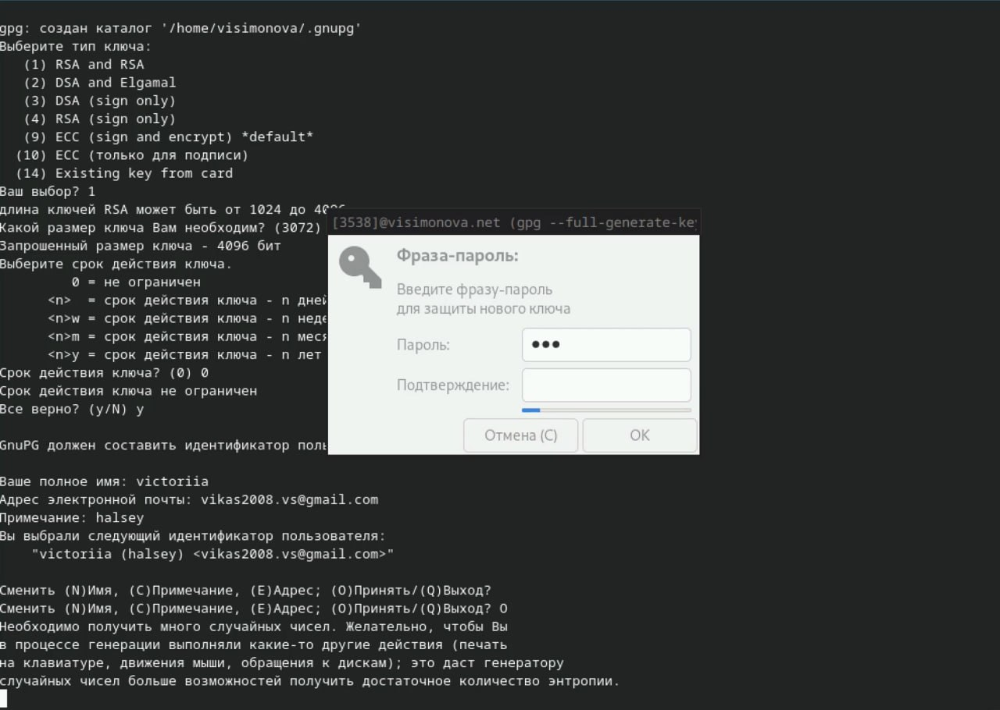 gpg: создан каталог '/home/visimonova/.gnupg'
Выберите тип ключа:
(1) RSA and RSA
(2) DSA and Elgamal
(3) DSA (sign only)
(4) RSA (sign only)
(9) ECC (sign and encrypt) *default*
(10) ECC (только для подписи)
(14) Existing key from card
Ваш выбор? 1
длина ключей RSA может быть от 1024 до 4096
Какой размер ключа Вам необходим? (3072)
Запрошенный размер ключа - 4096 бит
Выберите срок действия ключа.
0 = не ограничен
<n>  = срок действия ключа - n дней
<n>w = срок действия ключа - n неде
<n>m = срок действия ключа - n меся
<n>y = срок действия ключа - n лет
Срок действия ключа? (0) 0
Срок действия ключа не ограничен
Все верно? (y/N) y
GnuPG должен составить идентификатор поль
Ваше полное имя: victoriia
Адрес электронной почты: vikas2008.vs@gmail.com
Примечание: halsey
Вы выбрали следующий идентификатор пользователя:
"victoriia (halsey) <vikas2008.vs@gmail.com>"
Сменить (N)Имя, (C)Примечание, (E)Адрес; (O)Принять/(Q)Выход?
Сменить (N)Имя, (C)Примечание, (E)Адрес; (O)Принять/(Q)Выход? O
Необходимо получить много случайных чисел. Желательно, чтобы Вы
в процессе генерации выполняли какие-то другие действия (печать
на клавиатуре, движения мыши, обращения к дискам); это даст генератору
случайных чисел больше возможностей получить достаточное количество энтропии.
[3538]@visimonova.net (gpg --full-generate-key
Фраза-пароль:
Введите фразу-пароль
для защиты нового ключа
Пароль: ●●●
Подтверждение:
Отмена (C)
OK